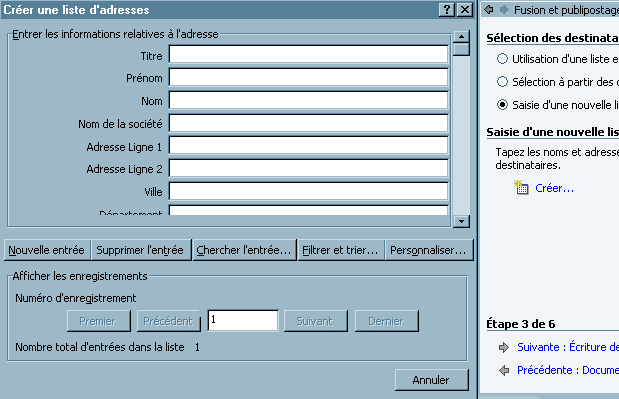 Créer une liste d'adresses
Entrer les informations relatives à l'adresse
Titre
Prénom
Nom
Nom de la société
Adresse Ligne 1
Adresse Ligne 2
Ville
Département
Nouvelle entrée Supprimer l'entrée Chercher l'entrée... Filtrer et trier... Personnaliser...
Afficher les enregistrements
Numéro d'enregistrement
Premier Précédent 1 Suivant Dernier
Nombre total d'entrées dans la liste 1
Annuler
Fusion et publipostage
Sélection des destinata
Utilisation d'une liste e
Sélection à partir des
Saisie d'une nouvelle li
Saisie d'une nouvelle lis
Tapez les noms et adresse
destinataires.
Créer...
Étape 3 de 6
Suivante : Écriture de
Précédente : Docume